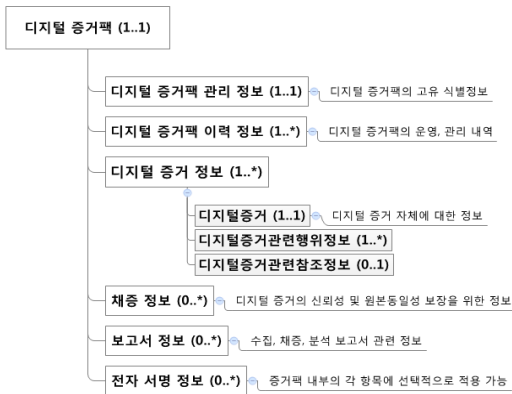 디지털 증거팩 (1..1)
디지털 증거팩 관리 정보 (1..1) 디지털 증거팩의 고유 식별정보
디지털 증거팩 이력 정보 (1..*) 디지털 증거팩의 운영, 관리 내역
디지털 증거 정보 (1..*)
디지털증거 (1..1) 디지털 증거 자체에 대한 정보
디지털증거관련행위정보 (1..*)
디지털증거관련참조정보 (0..1)
채증 정보 (0..*) 디지털 증거의 신뢰성 및 원본동일성 보장을 위한 정보
보고서 정보 (0..*) 수집, 채증, 분석 보고서 관련 정보
전자 서명 정보 (0..*) 증거팩 내부의 각 항목에 선택적으로 적용 가능